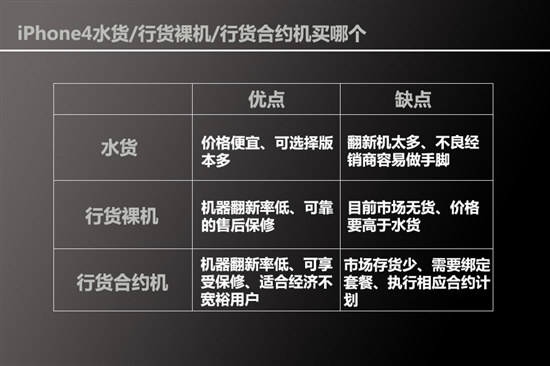 iPhone4水货/行货裸机/行货合约机买哪个
优点 缺点
水货
价格便宜、可选择版
本多
翻新机太多、不良经
销商容易做手脚
行货裸机
机器翻新率低、可靠
的售后保修
目前市场无货、价格
要高于水货
行货合约机
机器翻新率低、可享
受保修、适合经济不
宽裕用户
市场存货少、需要绑定
套餐、执行相应合约计
划